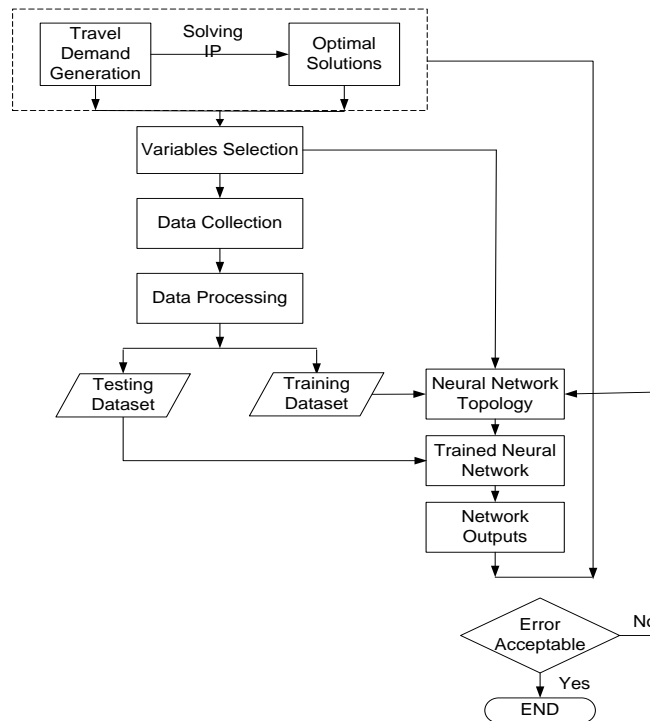 Travel
Demand
Generation
Solving
IP
Optimal
Solutions
Variables Selection
Data Collection
Data Processing
Testing
Dataset
Training
Dataset
Neural Network
Topology
Trained Neural
Network
Network
Outputs
Error
Acceptable
No
Yes
END